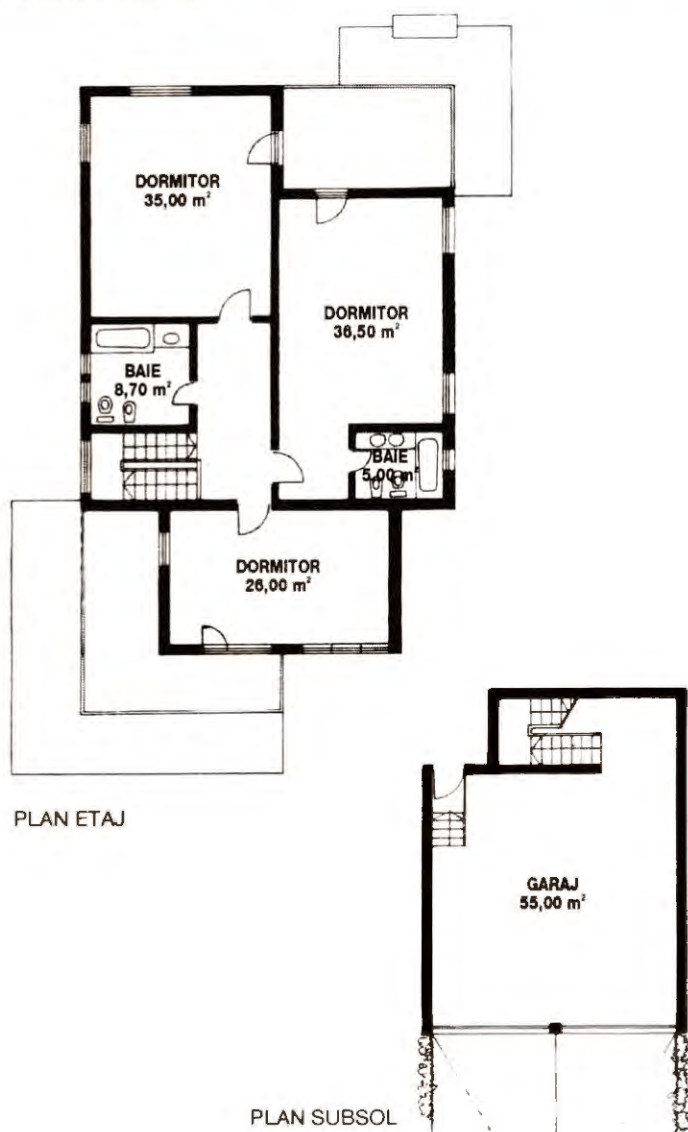 DORMITOR
35,00 m²
DORMITOR
36,50 m²
BAIE
8,70 m²
BAIE
5,00 m²
DORMITOR
26,00 m²
PLAN ETAJ
GARAJ
55,00 m²
PLAN SUBSOL